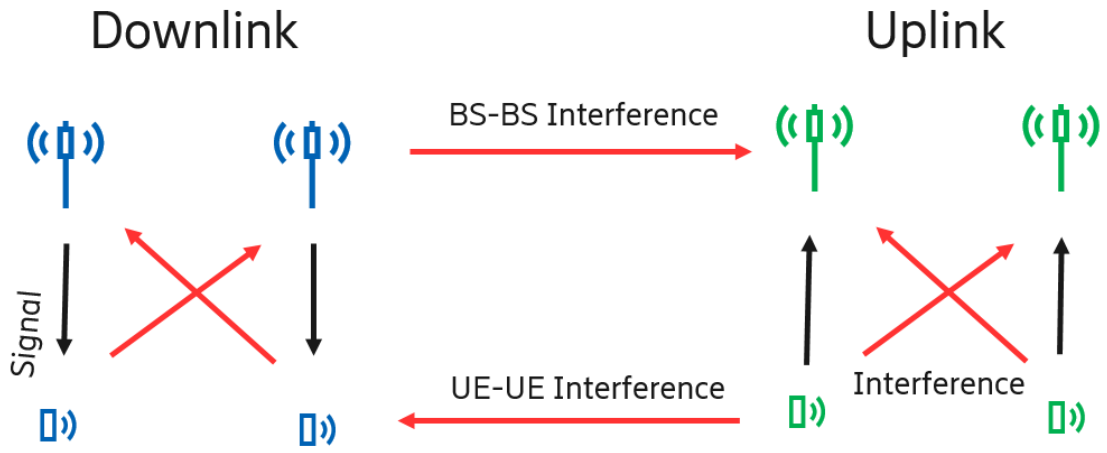 Downlink
Uplink
BS-BS Interference
Signal
UE-UE Interference
Interference